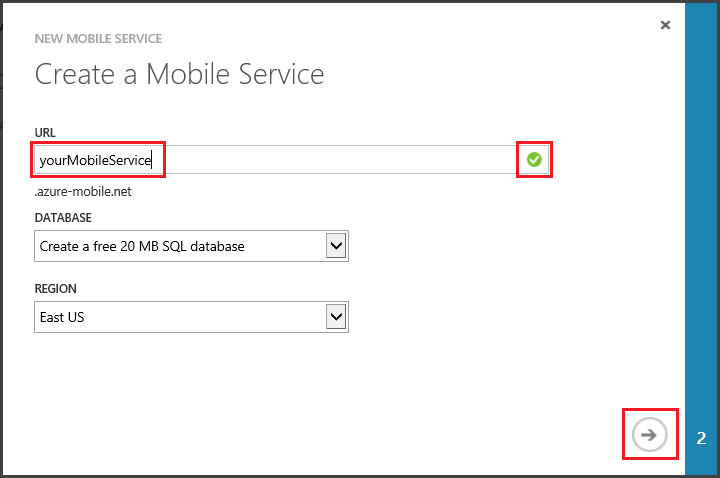 NEW MOBILE SERVICE
Create a Mobile Service
URL
yourMobileService
.azure-mobile.net
DATABASE
Create a free 20 MB SQL database
REGION
East US
2